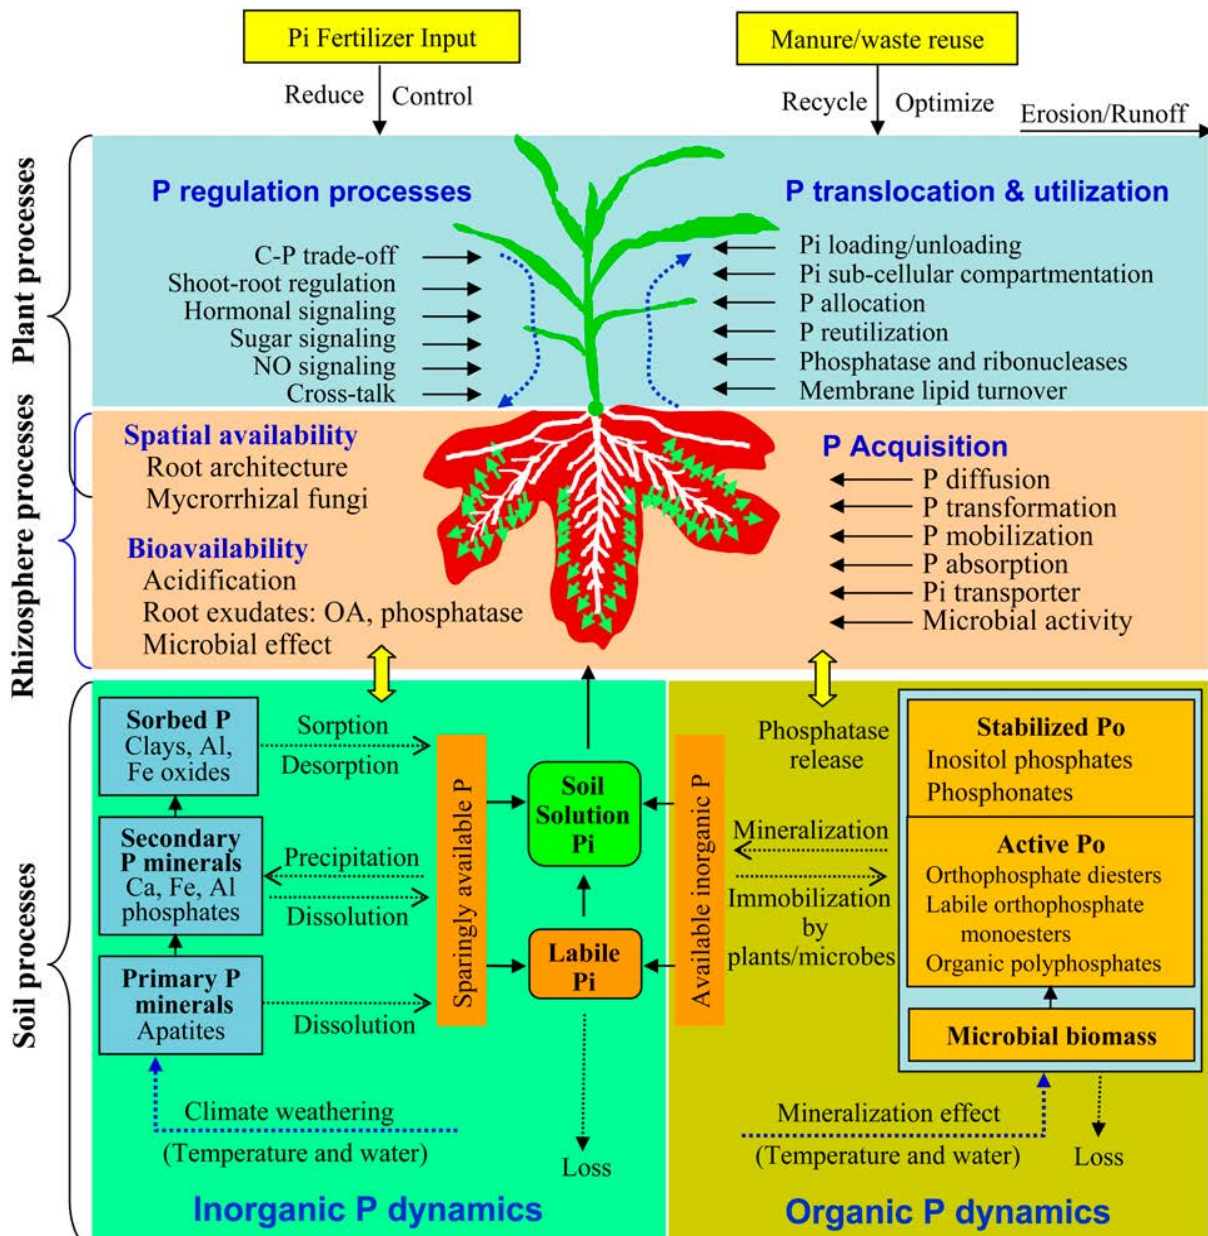 Pi Fertilizer Input
Manure/waste reuse
Reduce
Control
Recycle
Optimize
Erosion/Runoff
Plant processes
P regulation processes
C-P trade-off
Shoot-root regulation
Hormonal signaling
Sugar signaling
NO signaling
Cross-talk
P translocation & utilization
Pi loading/unloading
Pi sub-cellular compartmentation
P allocation
P reutilization
Phosphatase and ribonucleases
Membrane lipid turnover
Rhizosphere processes
Spatial availability
Root architecture
Mycrorrhizal fungi
Bioavailability
Acidification
Root exudates: OA, phosphatase
Microbial effect
P Acquisition
P diffusion
P transformation
P mobilization
P absorption
Pi transporter
Microbial activity
Soil processes
Sorbed P
Clays, Al,
Fe oxides
Secondary
P minerals
Ca, Fe, Al
phosphates
Primary P
minerals
Apatites
Sorption
Desorption
Precipitation
Dissolution
Dissolution
Sparingly available P
Soil
Solution
Pi
Labile
Pi
Available inorganic P
Climate weathering
(Temperature and water)
Loss
Inorganic P dynamics
Phosphatase
release
Mineralization
Immobilization
by
plants/microbes
Stabilized Po
Inositol phosphates
Phosphonates
Active Po
Orthophosphate diesters
Labile orthophosphate
monoesters
Organic polyphosphates
Microbial biomass
Mineralization effect
(Temperature and water)
Loss
Organic P dynamics